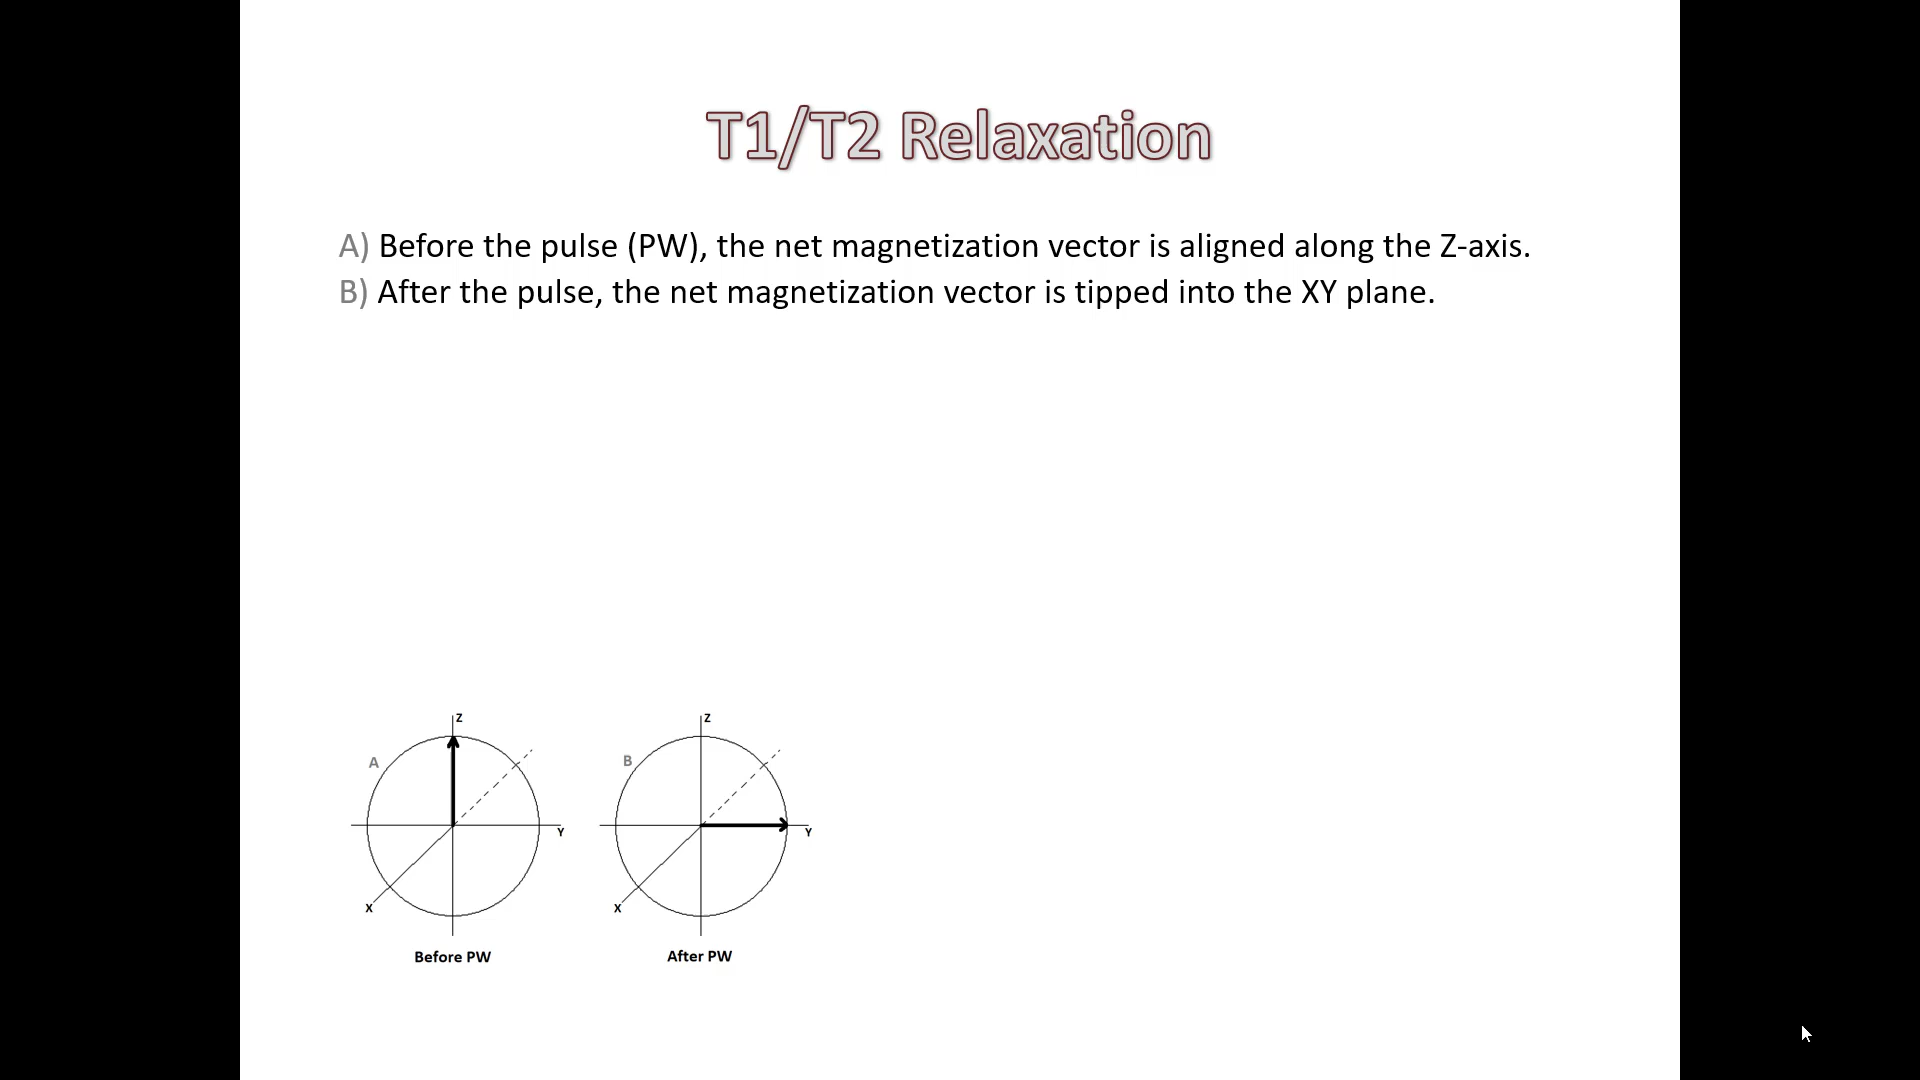 T1/T2 Relaxation
A) Before the pulse (PW), the net magnetization vector is aligned along the Z-axis.
B) After the pulse, the net magnetization vector is tipped into the XY plane.
Z
A
Y
X
Before PW
Z
B
Y
X
After PW